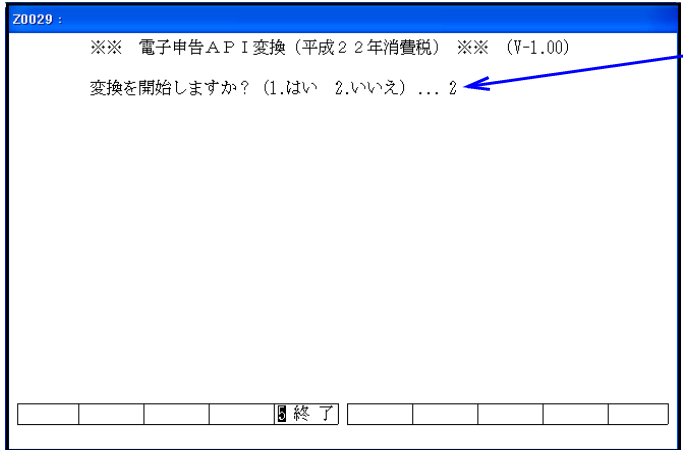 Z0029 :
※※ 電子申告ＡＰＩ変換（平成２２年消費税） ※※ (V-1.00)
変換を開始しますか？ (1.はい 2.いいえ) ... 2
5 終 了